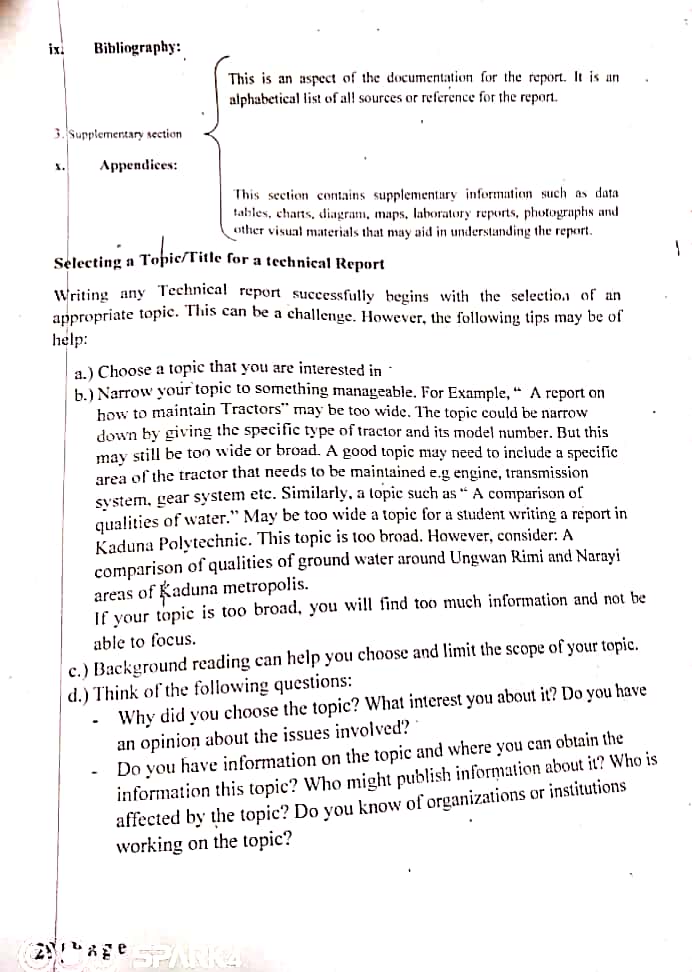 ix. Bibliography:
This is an aspect of the documentation for the report. It is an
alphabetical list of all sources or reference for the report.
3. Supplementary section
x. Appendices:
This section contains supplementary information such as data
tables, charts, diagram, maps, laboratory reports, photographs and
other visual materials that may aid in understanding the report.
Selecting a Topic/Title for a technical Report
Writing any Technical report successfully begins with the selection of an
appropriate topic. This can be a challenge. However, the following tips may be of
help:
a.) Choose a topic that you are interested in
b.) Narrow your topic to something manageable. For Example, “ A report on
how to maintain Tractors” may be too wide. The topic could be narrow
down by giving the specific type of tractor and its model number. But this
may still be too wide or broad. A good topic may need to include a specific
area of the tractor that needs to be maintained e.g engine, transmission
system, gear system etc. Similarly, a topic such as “ A comparison of
qualities of water.” May be too wide a topic for a student writing a report in
Kaduna Polytechnic. This topic is too broad. However, consider: A
comparison of qualities of ground water around Ungwan Rimi and Narayi
areas of Kaduna metropolis.
If your topic is too broad, you will find too much information and not be
able to focus.
c.) Background reading can help you choose and limit the scope of your topic.
d.) Think of the following questions:
- Why did you choose the topic? What interest you about it? Do you have
an opinion about the issues involved?
- Do you have information on the topic and where you can obtain the
information this topic? Who might publish information about it? Who is
affected by the topic? Do you know of organizations or institutions
working on the topic?
SPARK4